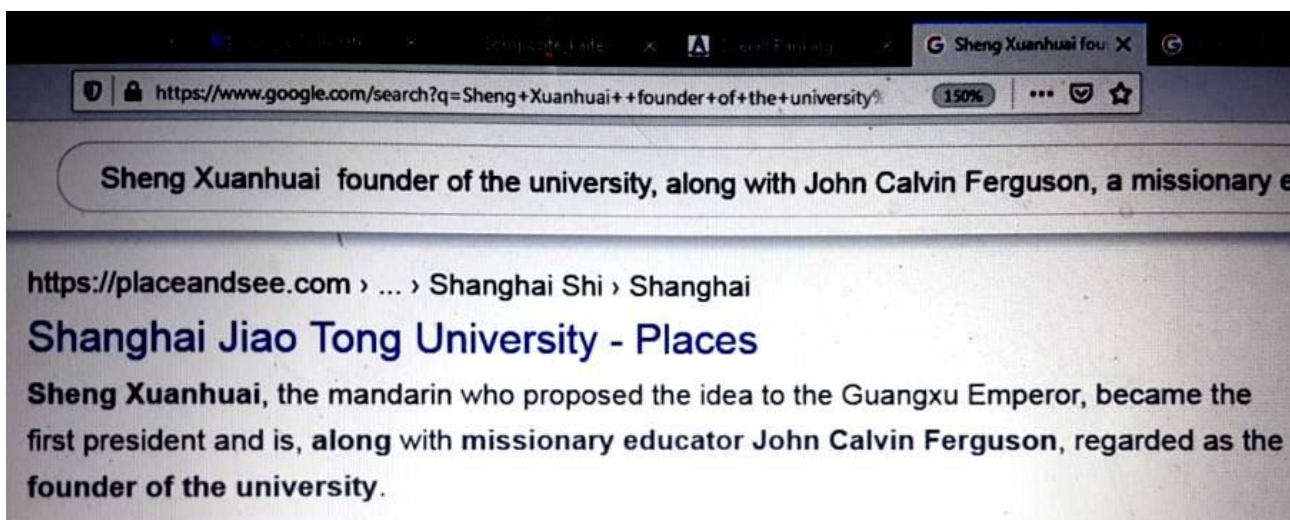 Sheng Xuanhuai fou
https://www.google.com/search?q=Sheng+Xuanhuai++founder+of+the+university%
150%
Sheng Xuanhuai founder of the university, along with John Calvin Ferguson, a missionary e
https://placeandsee.com › ... › Shanghai Shi › Shanghai
Shanghai Jiao Tong University - Places
Sheng Xuanhuai, the mandarin who proposed the idea to the Guangxu Emperor, became the
first president and is, along with missionary educator John Calvin Ferguson, regarded as the
founder of the university.